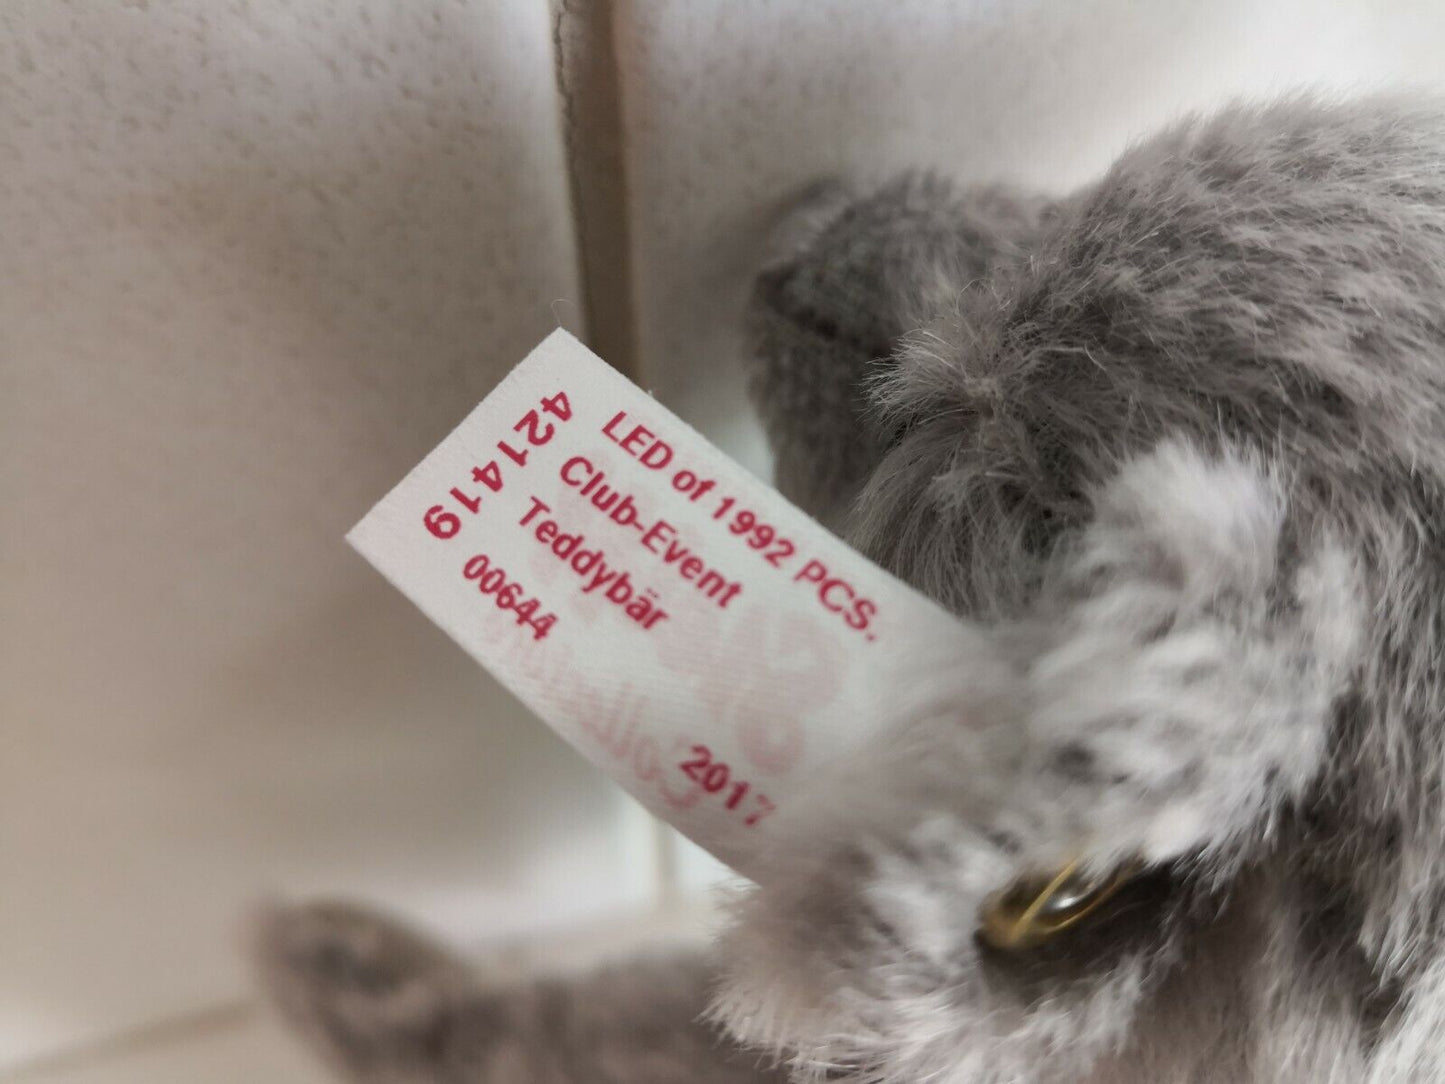 421419
LED of 1992 PCS.
Club-Event
Teddybär
00644
2017